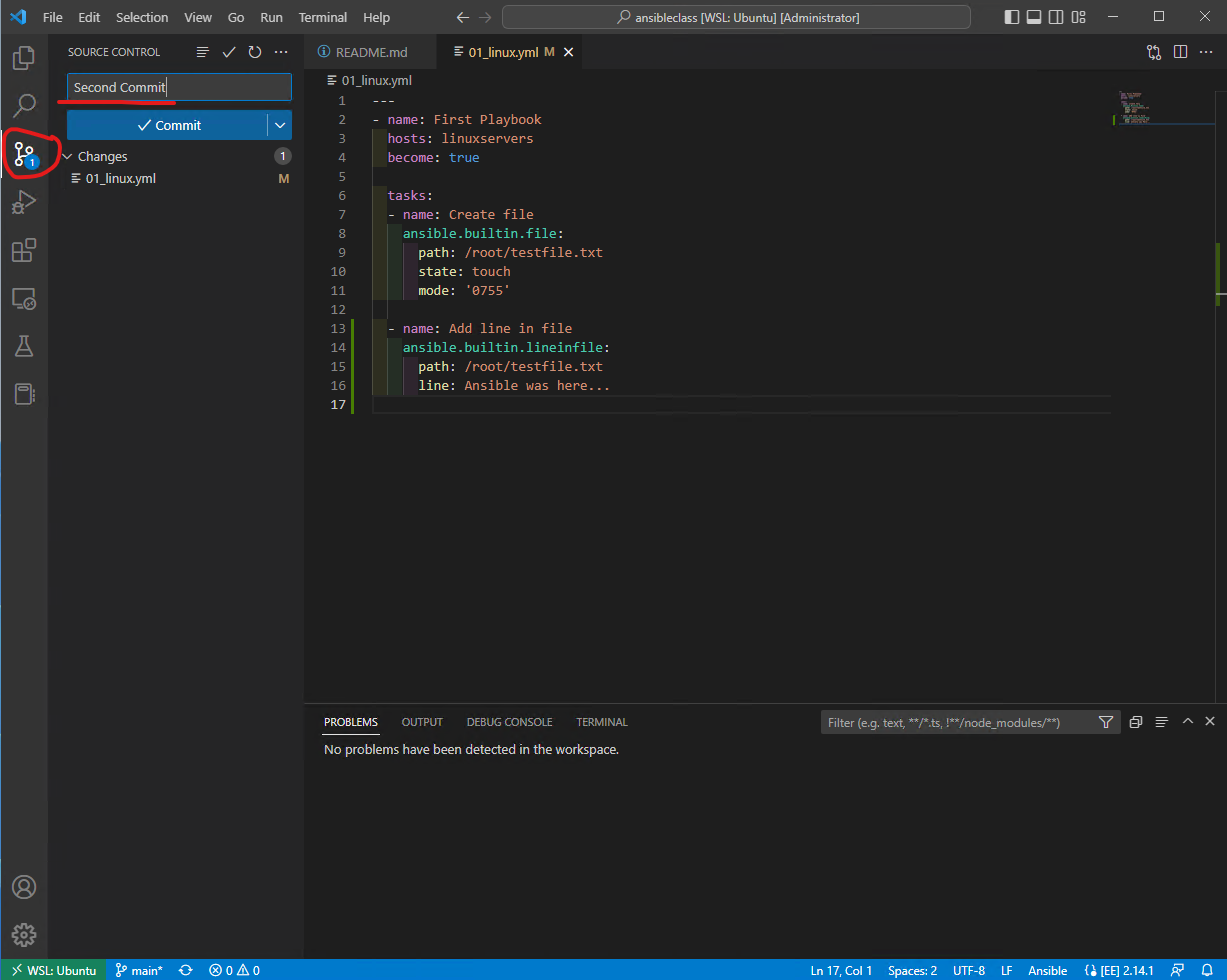 File Edit Selection View Go Run Terminal Help
ansibleclass [WSL: Ubuntu] [Administrator]
SOURCE CONTROL
README.md
01_linux.yml M
Second Commit
01_linux.yml
Commit
Changes 1
01_linux.yml M
1
1 ---
2 - name: First Playbook
3 hosts: linuxservers
4 become: true
5
6 tasks:
7 - name: Create file
8 ansible.builtin.file:
9 path: /root/testfile.txt
10 state: touch
11 mode: '0755'
12
13 - name: Add line in file
14 ansible.builtin.lineinfile:
15 path: /root/testfile.txt
16 line: Ansible was here...
17
PROBLEMS OUTPUT DEBUG CONSOLE TERMINAL
Filter (e.g. text, **/*.ts, !**/node_modules/**)
No problems have been detected in the workspace.
WSL: Ubuntu main* 0 0 Ln 17, Col 1 Spaces: 2 UTF-8 LF Ansible [EE] 2.14.1